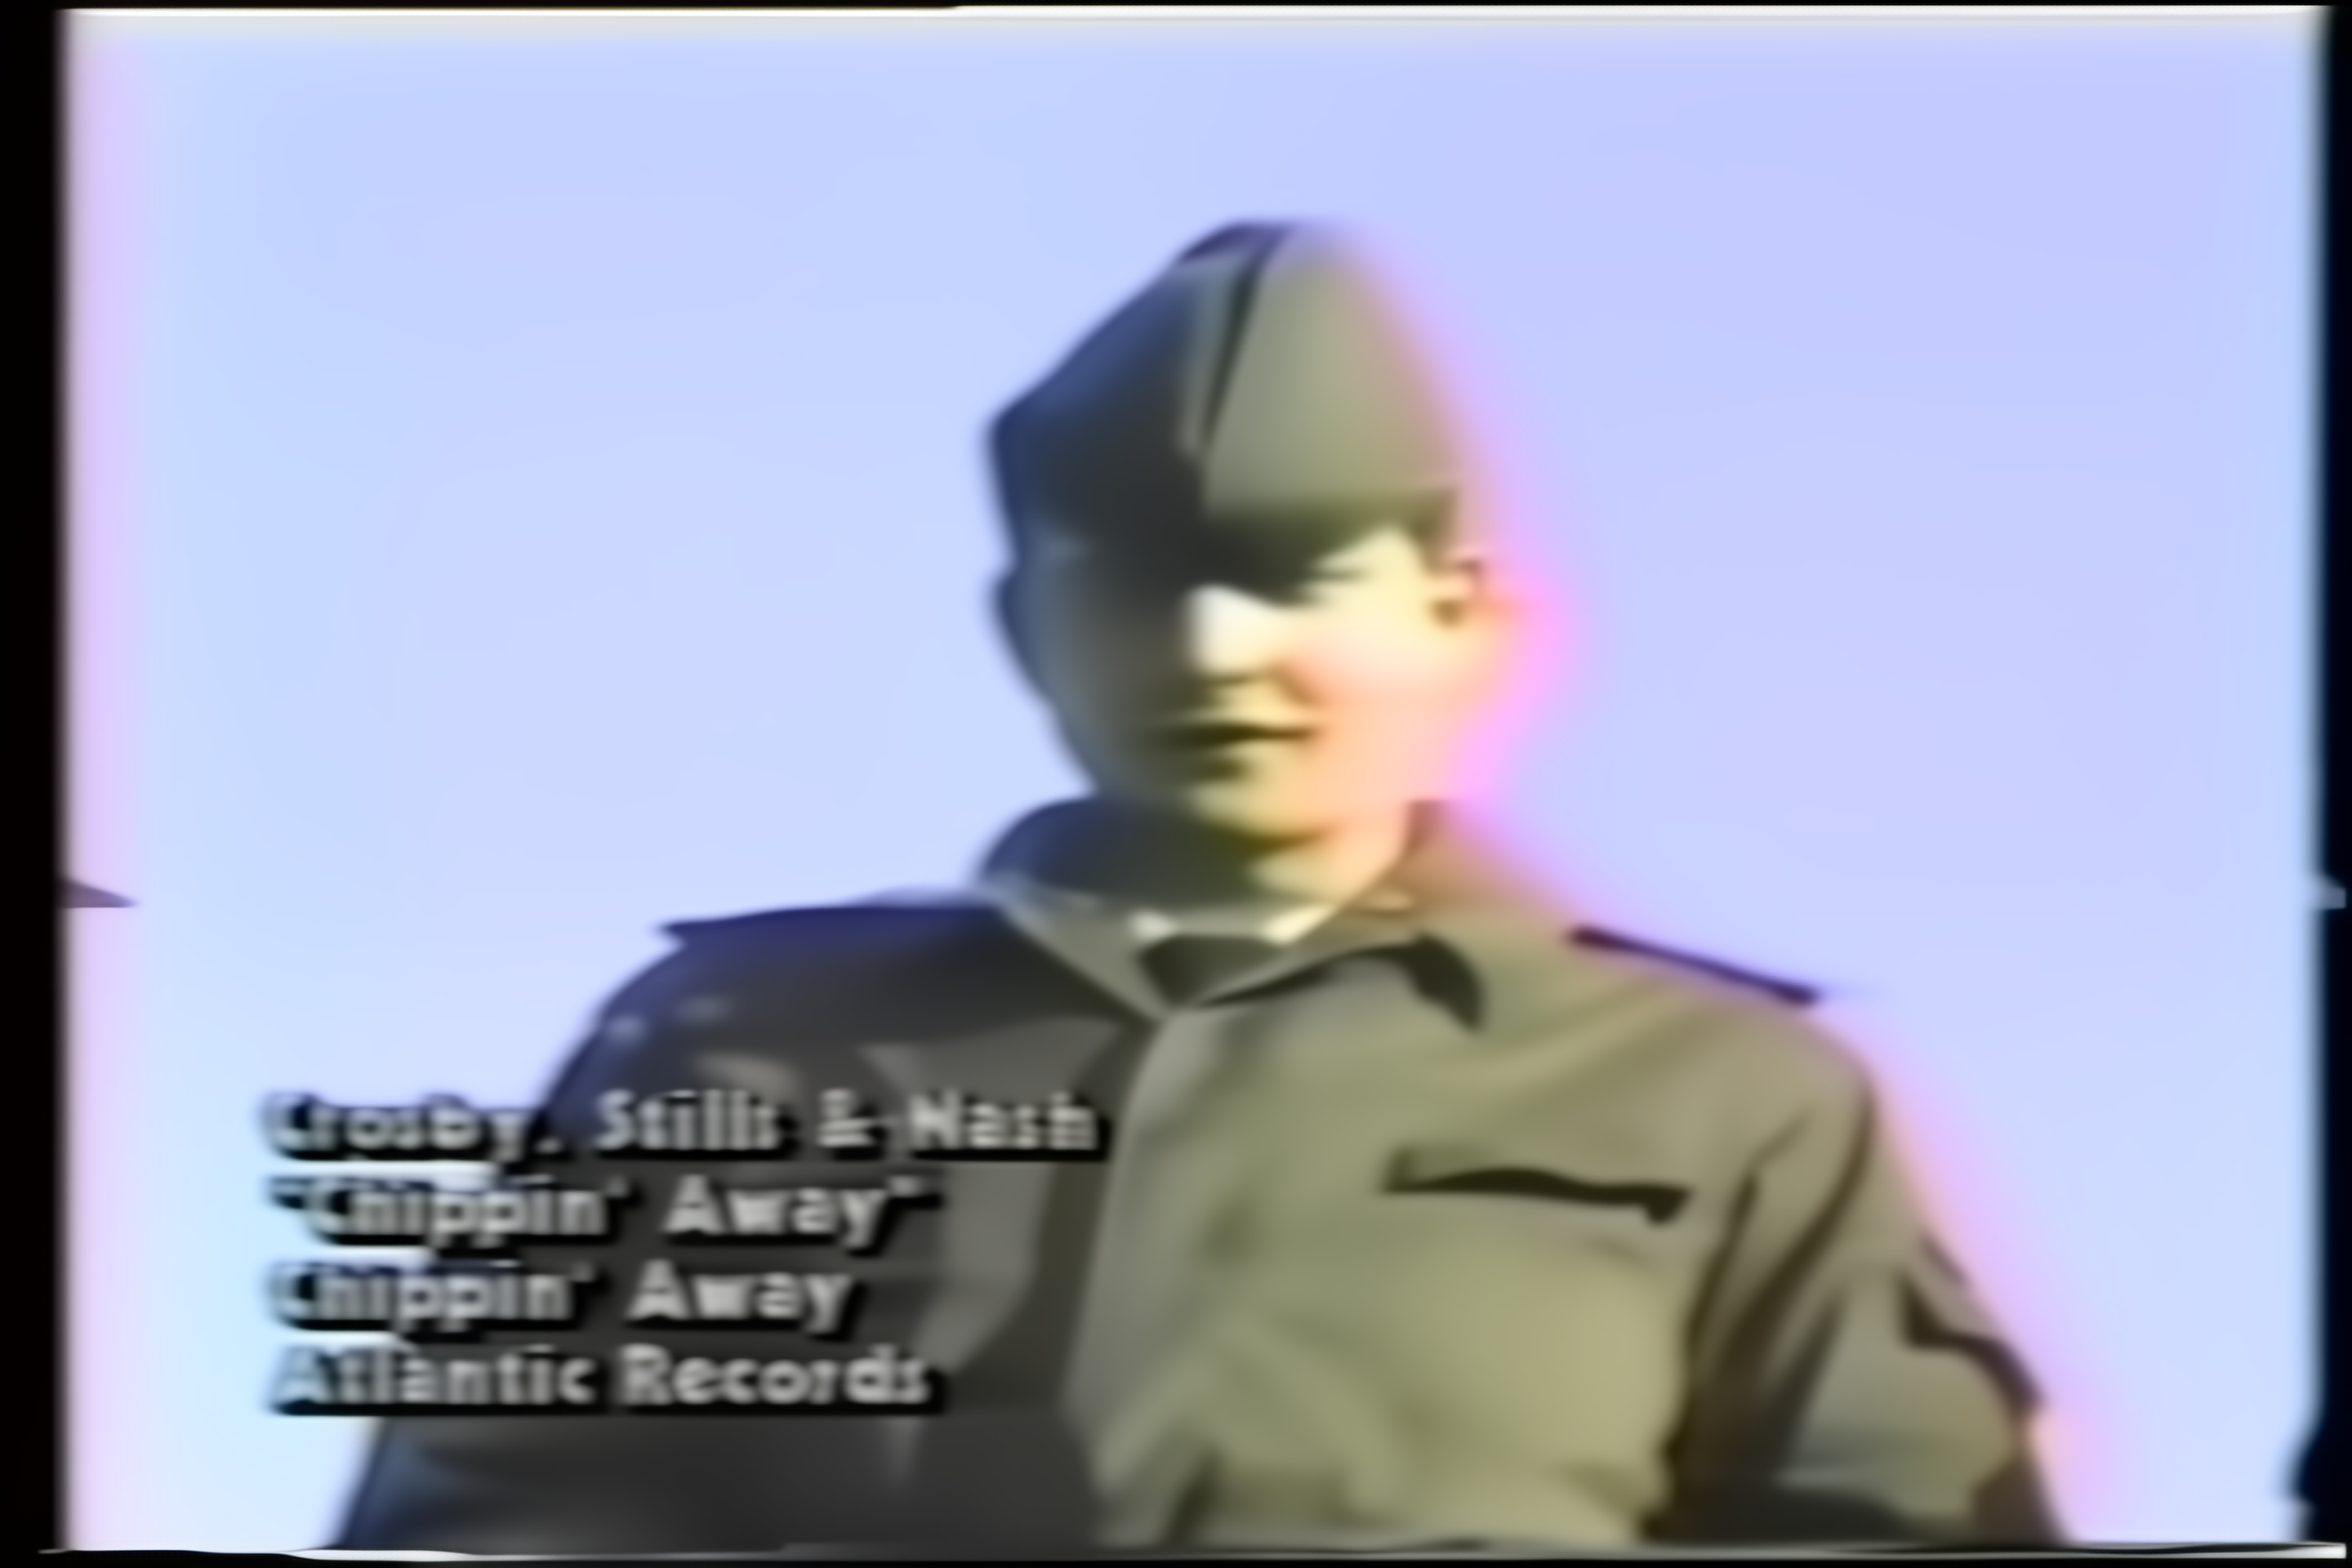 Crosby, Stills & Nash
"Chippin' Away"
Chippin' Away
Atlantic Records